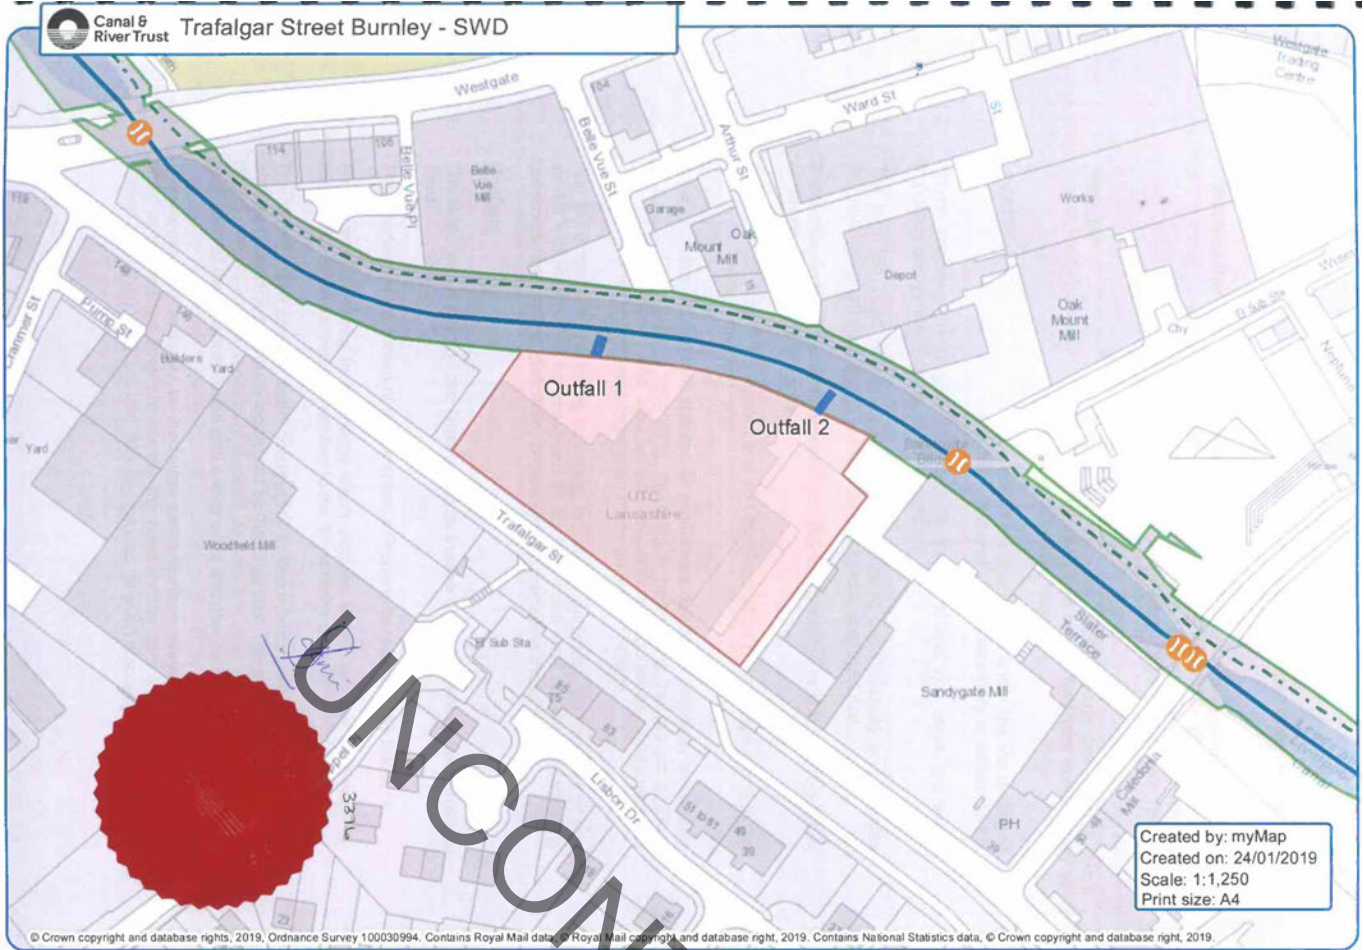 Canal &
River Trust
Trafalgar Street Burnley - SWD
Westgate
Westgate
Trading
Centre
104
Ward St
St
Belle Vue St
Arthur St
114
106
Belle Vue Pl
Belle
Vue
Mill
Garage
Oak
Mount
Mill
Works
Depot
Oak
Mount
Mill
El Sub Sta
Chy
118
148
146
Pump St
Builders
Yard
Yard
Outfall 1
Outfall 2
UTC
Lancashire
Trafalgar St
Woodfield Mill
El Sub Sta
Slater
Terrace
Sandygate Mill
85
75
63
Lisbon Dr
51 to 61
49
39
PH
39
Caledonia
Mill
3376
23
16
UNCON
Created by: myMap
Created on: 24/01/2019
Scale: 1:1,250
Print size: A4
© Crown copyright and database rights, 2019, Ordnance Survey 100030994. Contains Royal Mail data, © Royal Mail copyright and database right, 2019. Contains National Statistics data, © Crown copyright and database right, 2019.